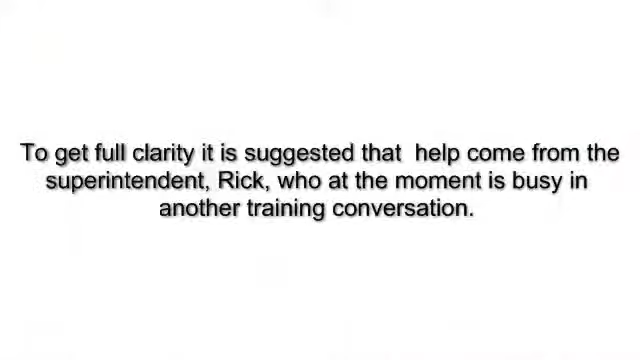 To get full clarity it is suggested that  help come from the
superintendent, Rick, who at the moment is busy in
another training conversation.